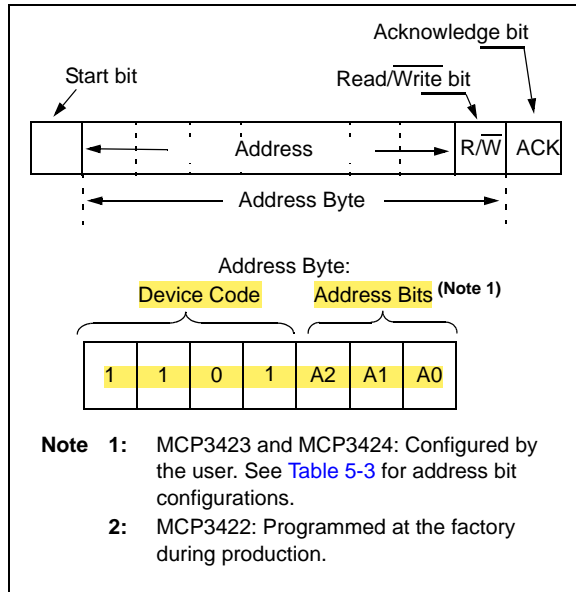 Acknowledge bit
Start bit
Read/Write bit
Address
R/W
ACK
Address Byte
Address Byte:
Device Code
Address Bits (Note 1)
1 1 0 1 A2 A1 A0
Note 1: MCP3423 and MCP3424: Configured by
the user. See Table 5-3 for address bit
configurations.
2: MCP3422: Programmed at the factory
during production.